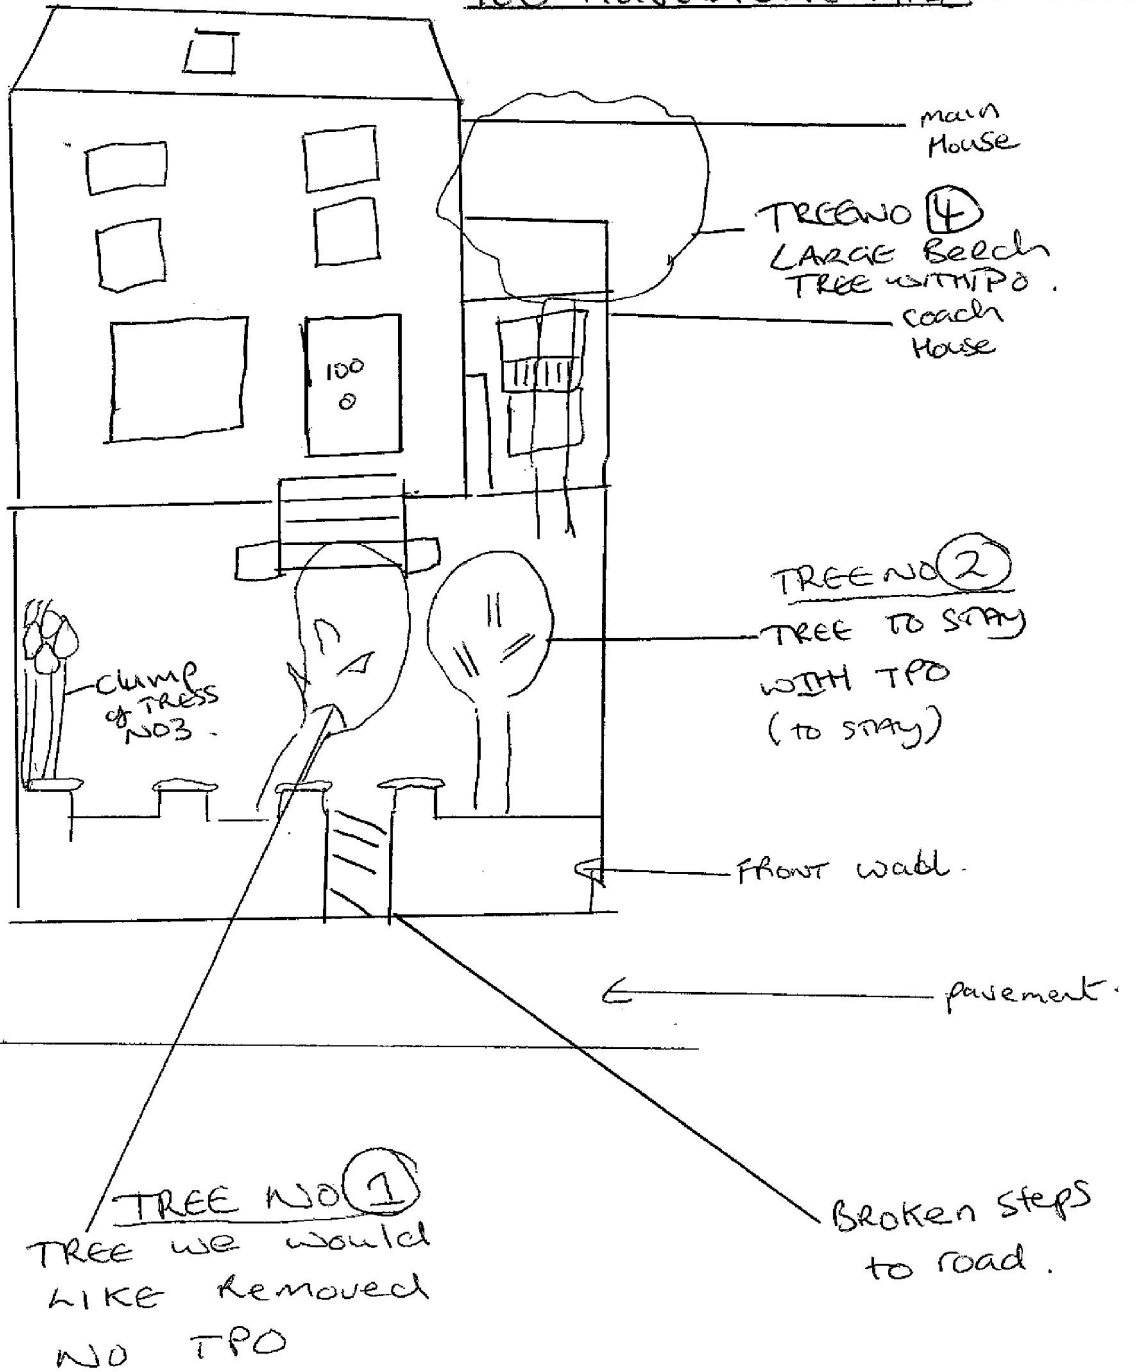 main
House
TREE NO 4
LARGE Beech
TREE WITH TPO.
coach
House
100
TREE NO 2
TREE TO STAY
WITH TPO
(TO STAY)
clump
of TRESS
NO3.
FRONT wall.
pavement.
TREE NO 1
TREE we would
LIKE Removed
NO TPO
BROKEN STEPS
to road.